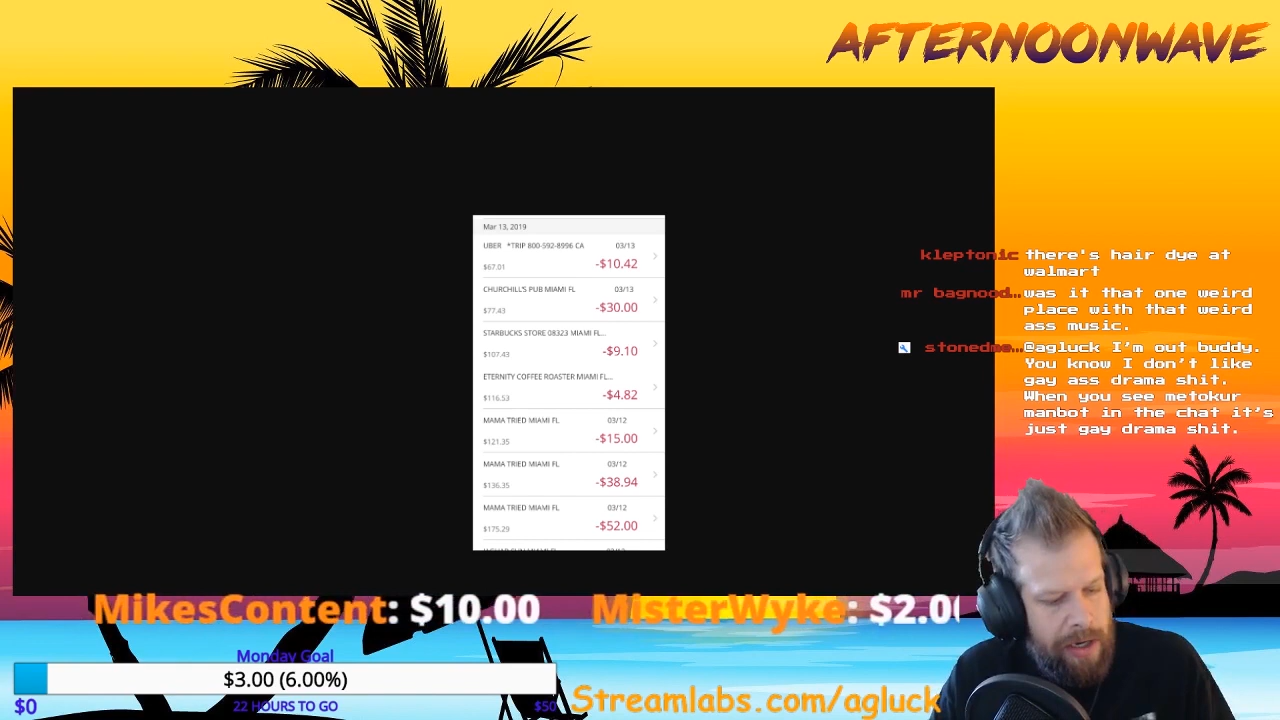 AFTERNOONWAVE
Mar 13, 2019
UBER *TRIP 800-592-8996 CA 03/13
$67.01 -$10.42
CHURCHILL'S PUB MIAMI FL 03/13
$77.43 -$30.00
STARBUCKS STORE 08323 MIAMI FL...
$107.43 -$9.10
ETERNITY COFFEE ROASTER MIAMI FL...
$116.53 -$4.82
MAMA TRIED MIAMI FL 03/12
$121.35 -$15.00
MAMA TRIED MIAMI FL 03/12
$136.35 -$38.94
MAMA TRIED MIAMI FL 03/12
$175.29 -$52.00
kleptonic there's hair dye at
walmart
mr bagnood… was it that one weird
place with that weird
ass music.
stonedme… @agluck I’m out buddy.
You know I don’t like
gay ass drama shit.
When you see metokur
manbot in the chat it’s
just gay drama shit.
MikesContent: $10.00 MisterWyke: $2.0
Monday Goal
$3.00 (6.00%)
$0 22 HOURS TO GO $50
Streamlabs.com/agluck